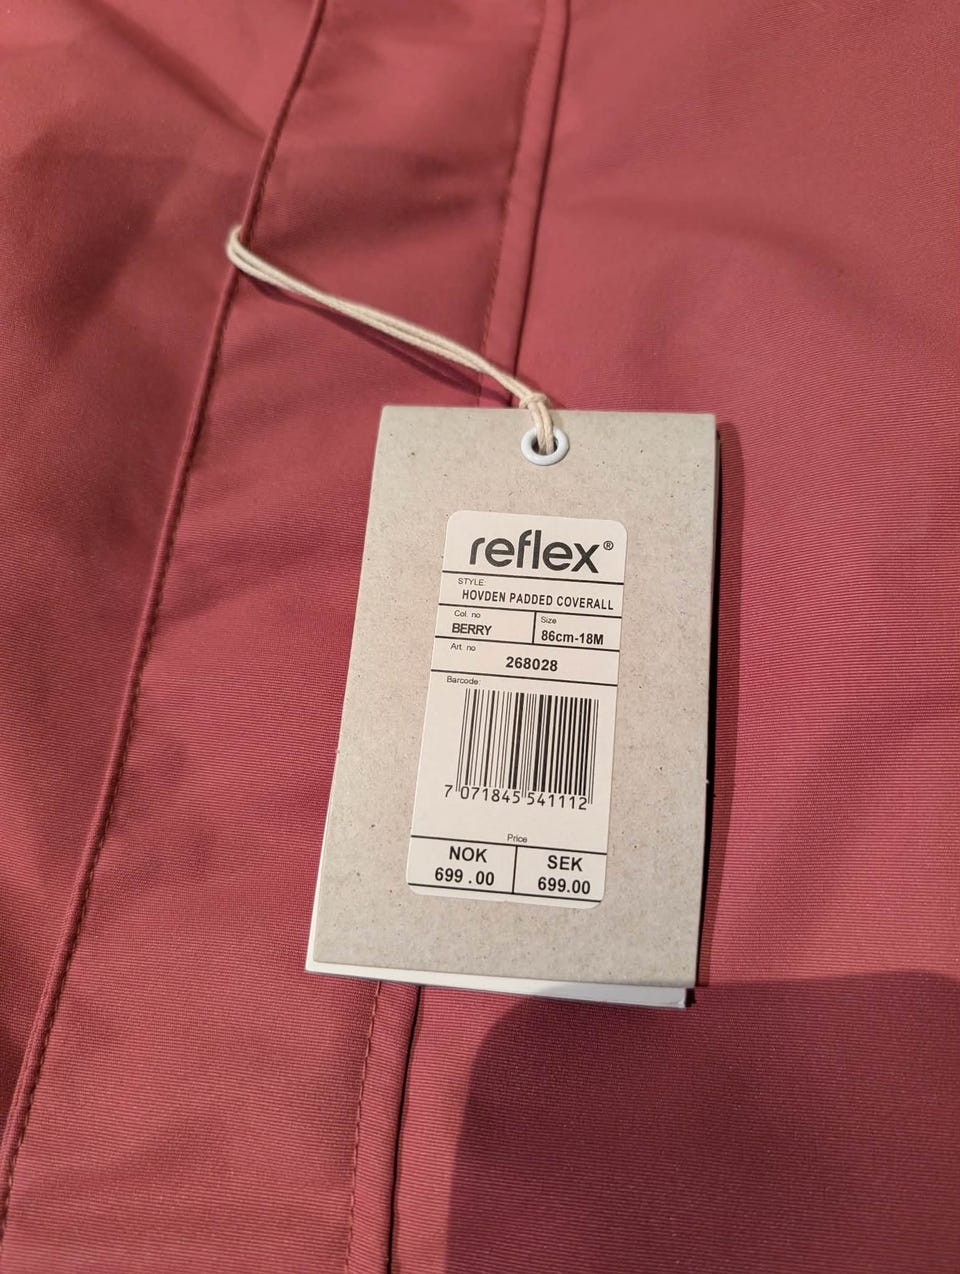 reflex®
STYLE:
HOVDEN PADDED COVERALL
Col. no
BERRY
Size
86cm-18M
Art. no
268028
Barcode:
7 071845 541112
Price
NOK
699 . 00
SEK
699.00